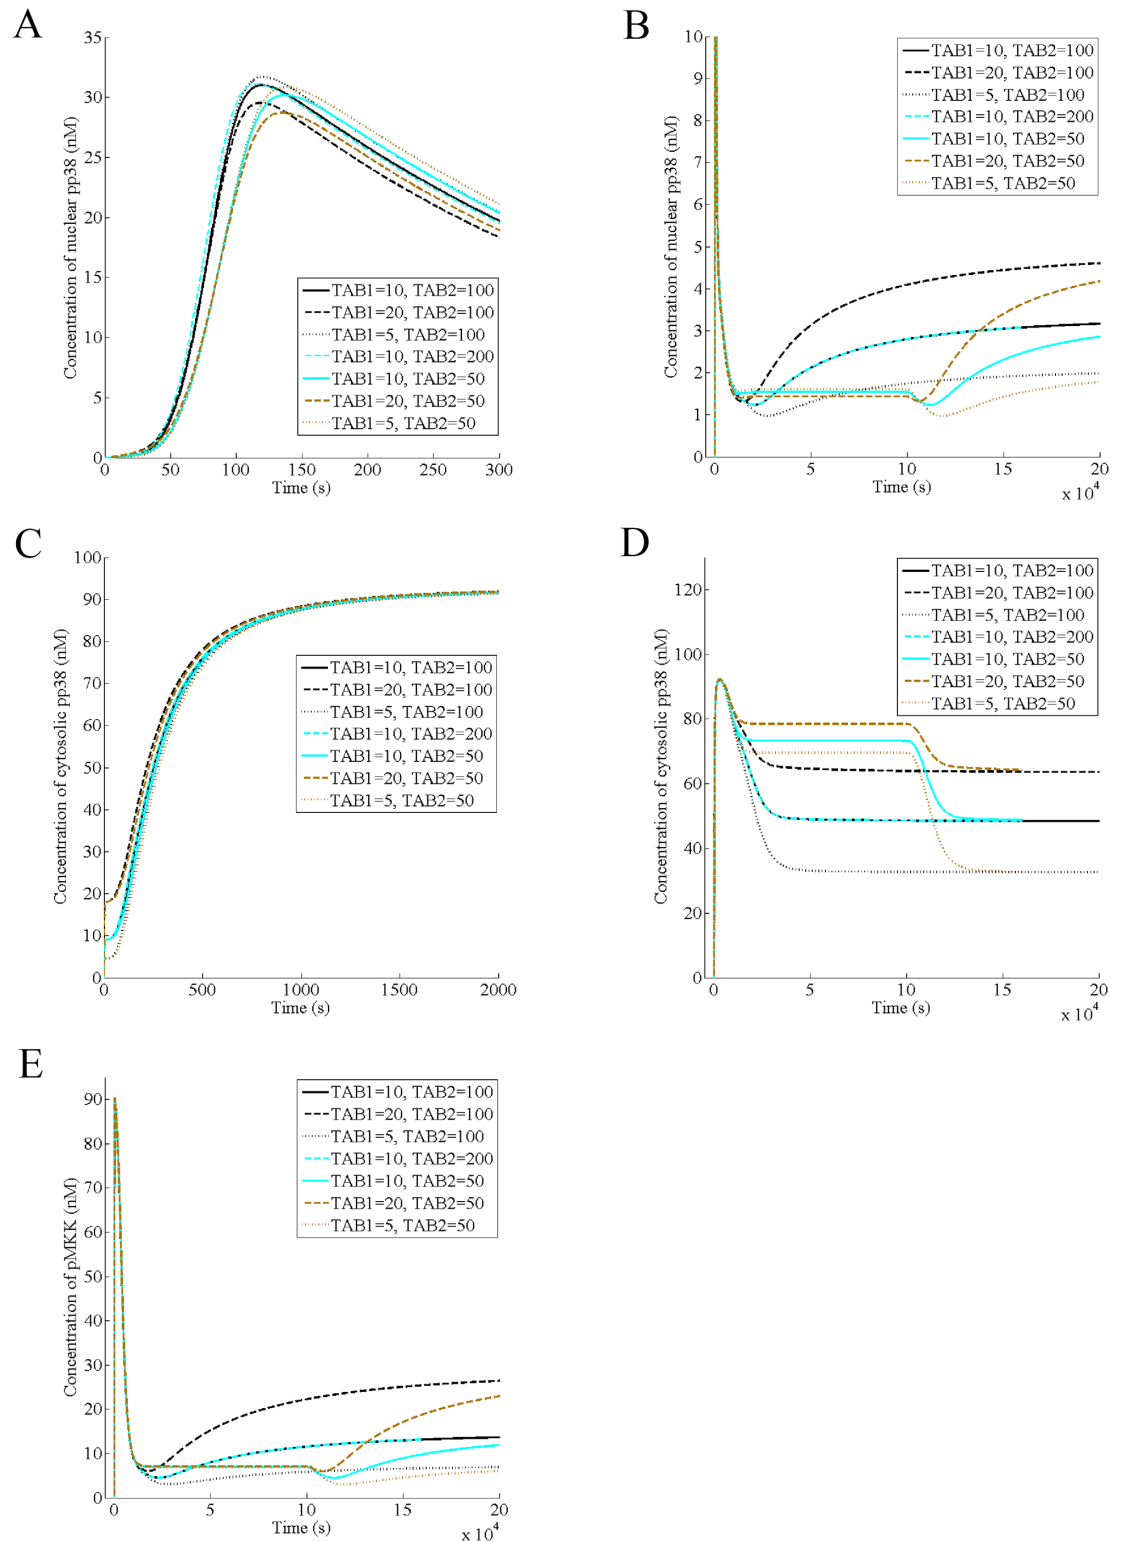 A
Concentration of nuclear pp38 (nM)
35
30
25
20
15
10
5
0
TAB1=10, TAB2=100
TAB1=20, TAB2=100
TAB1=5, TAB2=100
TAB1=10, TAB2=200
TAB1=10, TAB2=50
TAB1=20, TAB2=50
TAB1=5, TAB2=50
0 50 100 150 200 250 300
Time (s)
B
Concentration of nuclear pp38 (nM)
10
9
8
7
6
5
4
3
2
1
0
TAB1=10, TAB2=100
TAB1=20, TAB2=100
TAB1=5, TAB2=100
TAB1=10, TAB2=200
TAB1=10, TAB2=50
TAB1=20, TAB2=50
TAB1=5, TAB2=50
0 5 10 15 20
Time (s)
x 10^4
C
Concentration of cytosolic pp38 (nM)
100
90
80
70
60
50
40
30
20
10
0
TAB1=10, TAB2=100
TAB1=20, TAB2=100
TAB1=5, TAB2=100
TAB1=10, TAB2=200
TAB1=10, TAB2=50
TAB1=20, TAB2=50
TAB1=5, TAB2=50
0 500 1000 1500 2000
Time (s)
D
Concentration of cytosolic pp38 (nM)
120
100
80
60
40
20
0
TAB1=10, TAB2=100
TAB1=20, TAB2=100
TAB1=5, TAB2=100
TAB1=10, TAB2=200
TAB1=10, TAB2=50
TAB1=20, TAB2=50
TAB1=5, TAB2=50
0 5 10 15 20
Time (s)
x 10^4
E
Concentration of pMKK (nM)
90
80
70
60
50
40
30
20
10
0
TAB1=10, TAB2=100
TAB1=20, TAB2=100
TAB1=5, TAB2=100
TAB1=10, TAB2=200
TAB1=10, TAB2=50
TAB1=20, TAB2=50
TAB1=5, TAB2=50
0 5 10 15 20
Time (s)
x 10^4